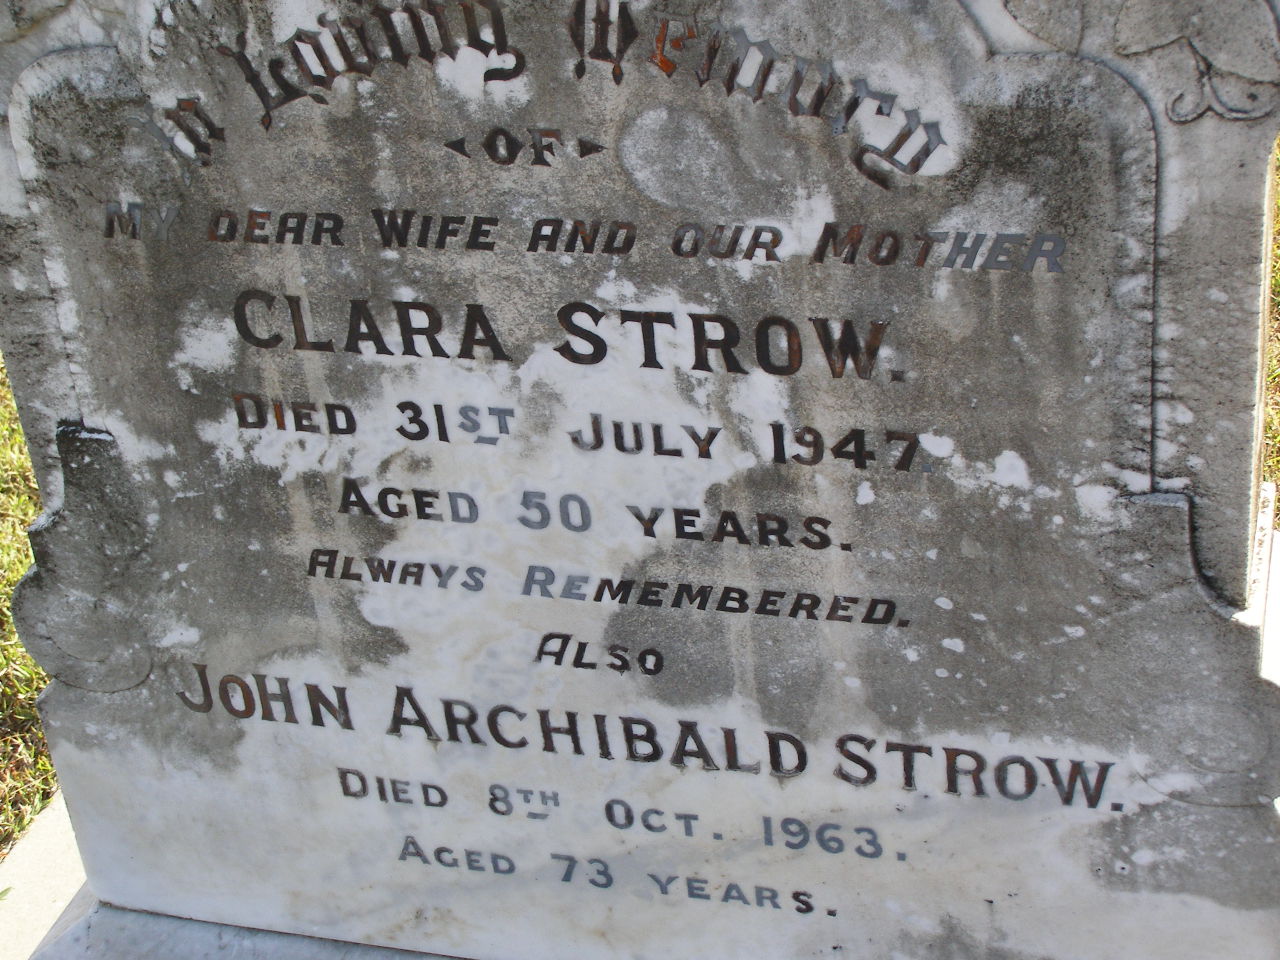 In Loving Memory
OF
MY DEAR WIFE AND OUR MOTHER
CLARA STROW.
DIED 31ST JULY 1947.
AGED 50 YEARS.
ALWAYS REMEMBERED.
ALSO
JOHN ARCHIBALD STROW.
DIED 8TH OCT. 1963.
AGED 73 YEARS.